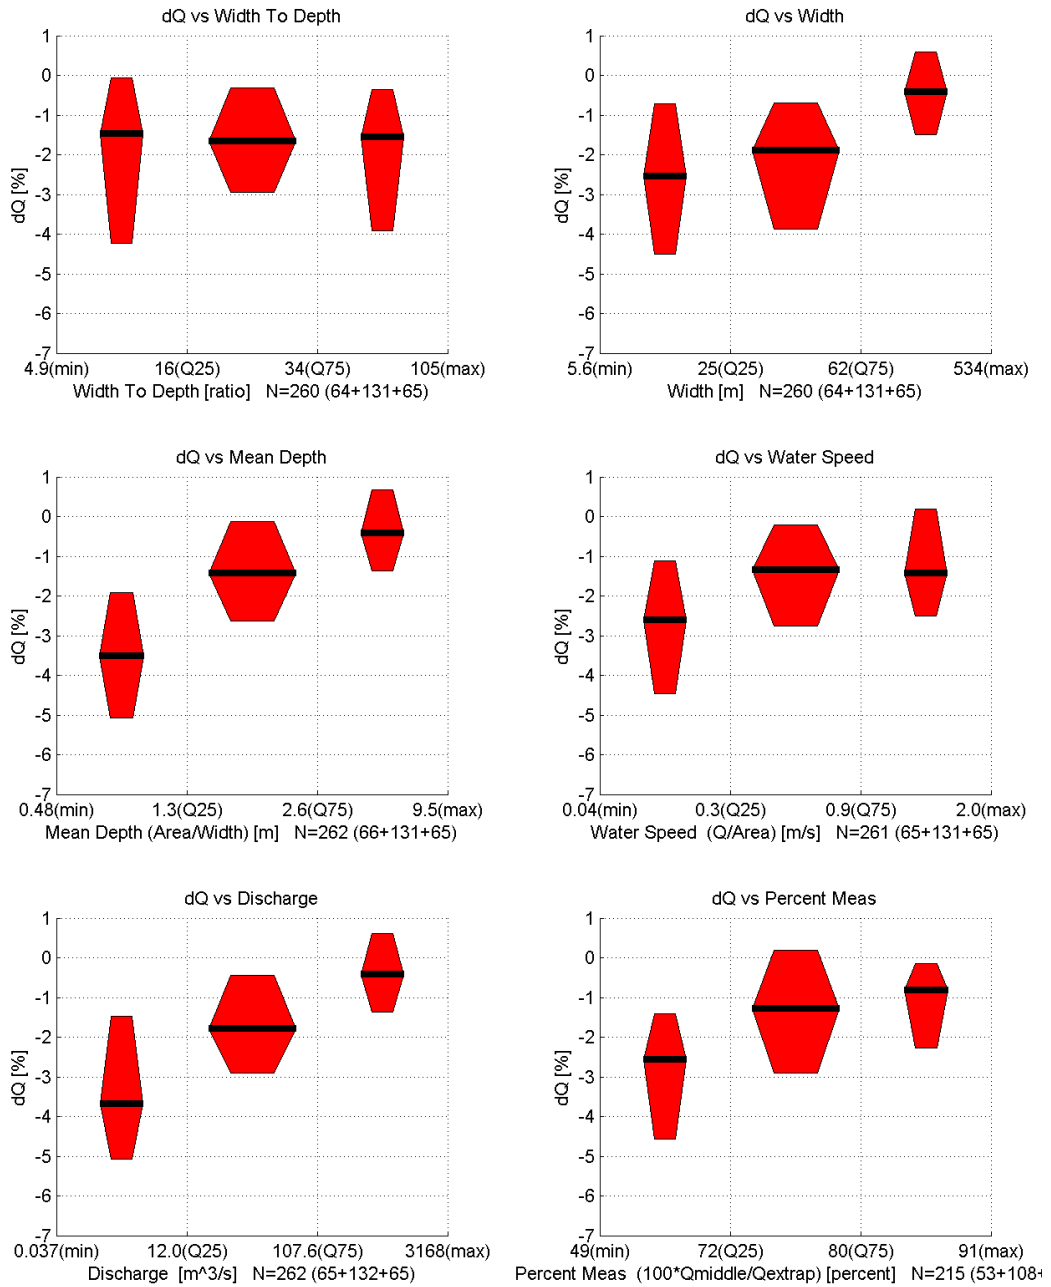 dQ vs Width To Depth
1
0
-1
-2
-3
-4
-5
-6
-7
dQ [%]
4.9(min) 16(Q25) 34(Q75) 105(max)
Width To Depth [ratio] N=260 (64+131+65)
dQ vs Width
1
0
-1
-2
-3
-4
-5
-6
-7
dQ [%]
5.6(min) 25(Q25) 62(Q75) 534(max)
Width [m] N=260 (64+131+65)
dQ vs Mean Depth
1
0
-1
-2
-3
-4
-5
-6
-7
dQ [%]
0.48(min) 1.3(Q25) 2.6(Q75) 9.5(max)
Mean Depth (Area/Width) [m] N=262 (66+131+65)
dQ vs Water Speed
1
0
-1
-2
-3
-4
-5
-6
-7
dQ [%]
0.04(min) 0.3(Q25) 0.9(Q75) 2.0(max)
Water Speed (Q/Area) [m/s] N=261 (65+131+65)
dQ vs Discharge
1
0
-1
-2
-3
-4
-5
-6
-7
dQ [%]
0.037(min) 12.0(Q25) 107.6(Q75) 3168(max)
Discharge [m^3/s] N=262 (65+132+65)
dQ vs Percent Meas
1
0
-1
-2
-3
-4
-5
-6
-7
dQ [%]
49(min) 72(Q25) 80(Q75) 91(max)
Percent Meas (100*Qmiddle/Qextrap) [percent] N=215 (53+108+